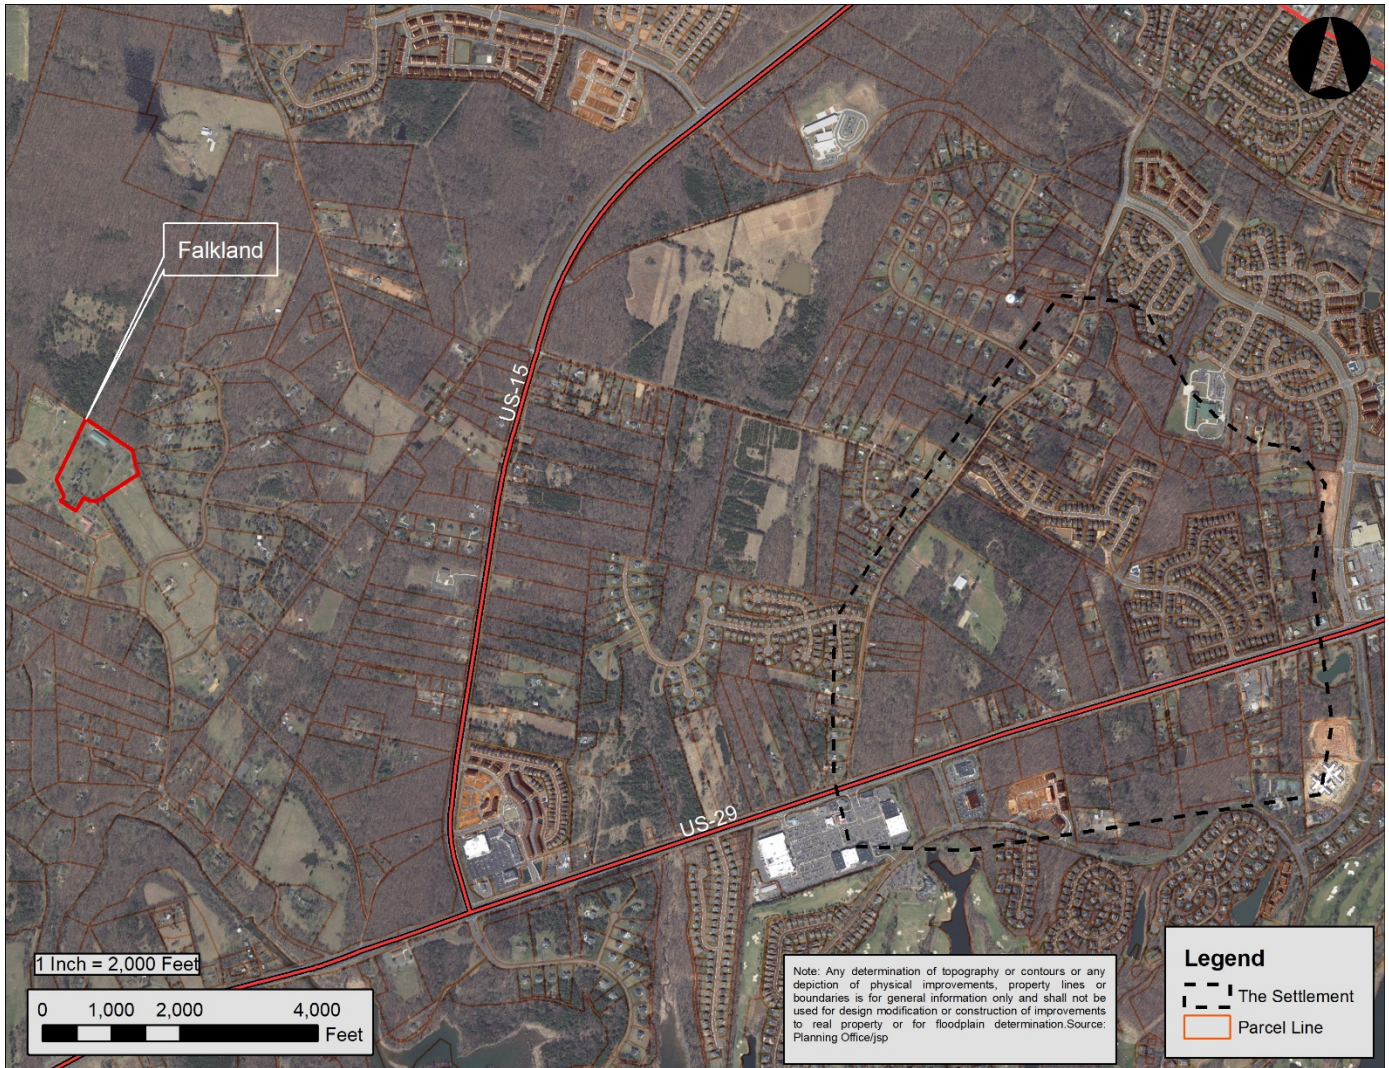 Falkland
US-15
US-29
1 Inch = 2,000 Feet
0 1,000 2,000 4,000
Feet
Note: Any determination of topography or contours or any
depiction of physical improvements, property lines or
boundaries is for general information only and shall not be
used for design modification or construction of improvements
to real property or for floodplain determination.Source:
Planning Office/jsp
Legend
The Settlement
Parcel Line